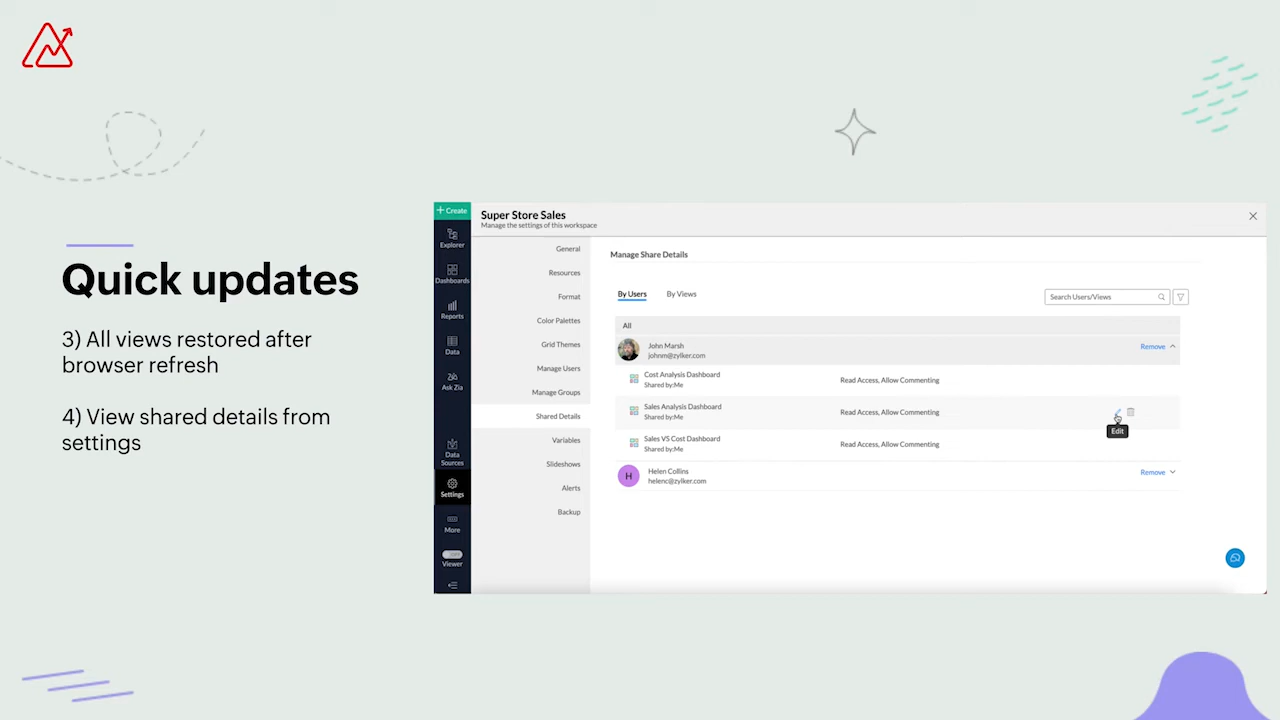 Quick updates
3) All views restored after
browser refresh
4) View shared details from
settings
+ Create
Explorer
Dashboards
Reports
Data
Ask Zia
Data
Sources
Settings
More
OFF
Viewer
Super Store Sales
Manage the settings of this workspace
General
Resources
Format
Color Palettes
Grid Themes
Manage Users
Manage Groups
Shared Details
Variables
Slideshows
Alerts
Backup
Manage Share Details
By Users By Views
Search Users/Views
All
John Marsh
johnm@zylker.com
Remove
Cost Analysis Dashboard
Shared by:Me
Read Access, Allow Commenting
Sales Analysis Dashboard
Shared by:Me
Read Access, Allow Commenting
Edit
Sales VS Cost Dashboard
Shared by:Me
Read Access, Allow Commenting
H
Helen Collins
helenc@zylker.com
Remove